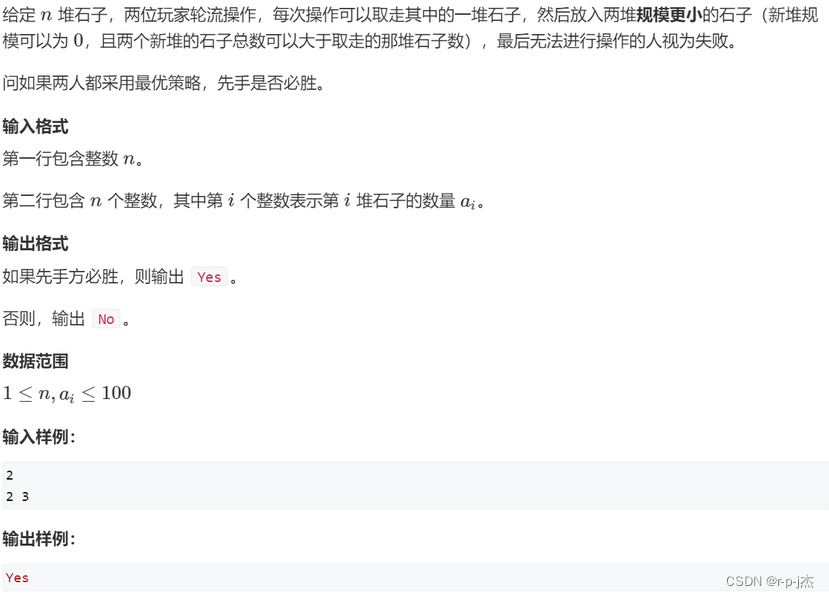 给定 n 堆石子，两位玩家轮流操作，每次操作可以取走其中的一堆石子，然后放入两堆规模更小的石子（新堆规
模可以为 0，且两个新堆的石子总数可以大于取走的那堆石子数），最后无法进行操作的人视为失败。
问如果两人都采用最优策略，先手是否必胜。
输入格式
第一行包含整数 n。
第二行包含 n 个整数，其中第 i 个整数表示第 i 堆石子的数量 aᵢ。
输出格式
如果先手方必胜，则输出 Yes 。
否则，输出 No 。
数据范围
1 ≤ n, aᵢ ≤ 100
输入样例：
2
2 3
输出样例：
Yes
CSDN @r-p-j杰